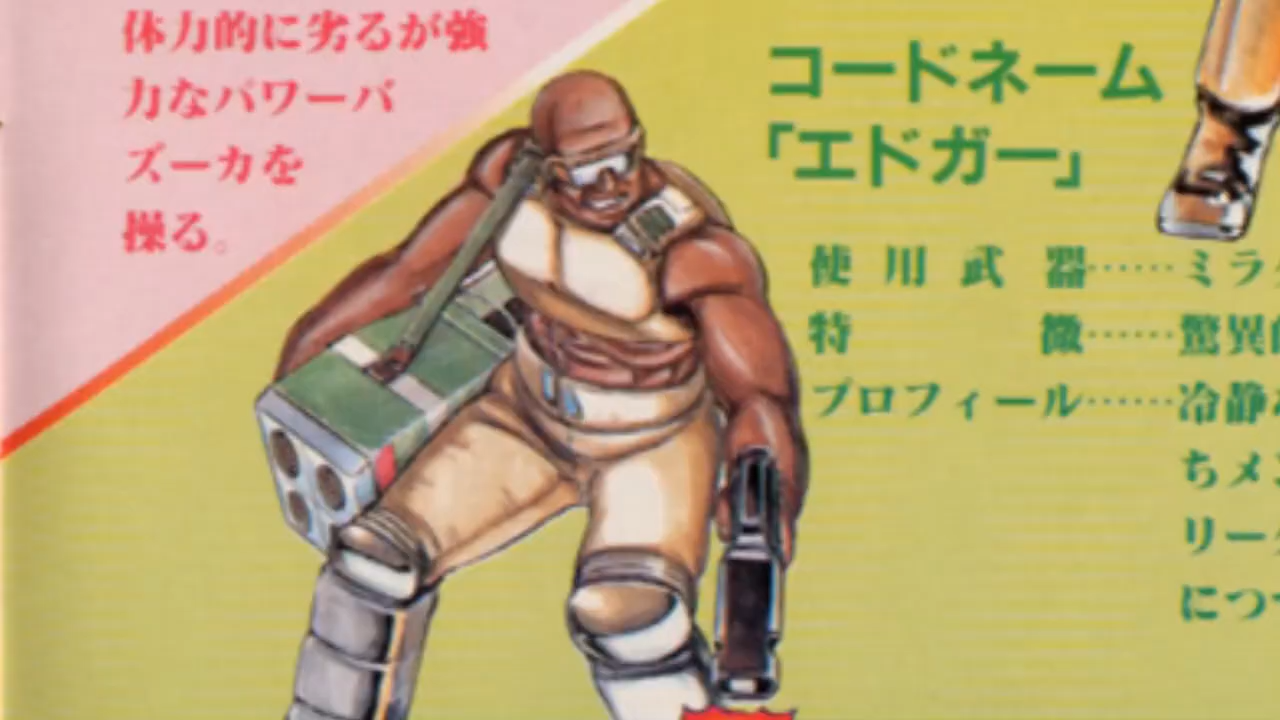 体力的に劣るが強
力なパワーバ
ズーカを
操る。
コードネーム
「エドガー」
使用武器……ミラ
特徴……驚異
プロフィール……冷静
ちメン
リー
につ